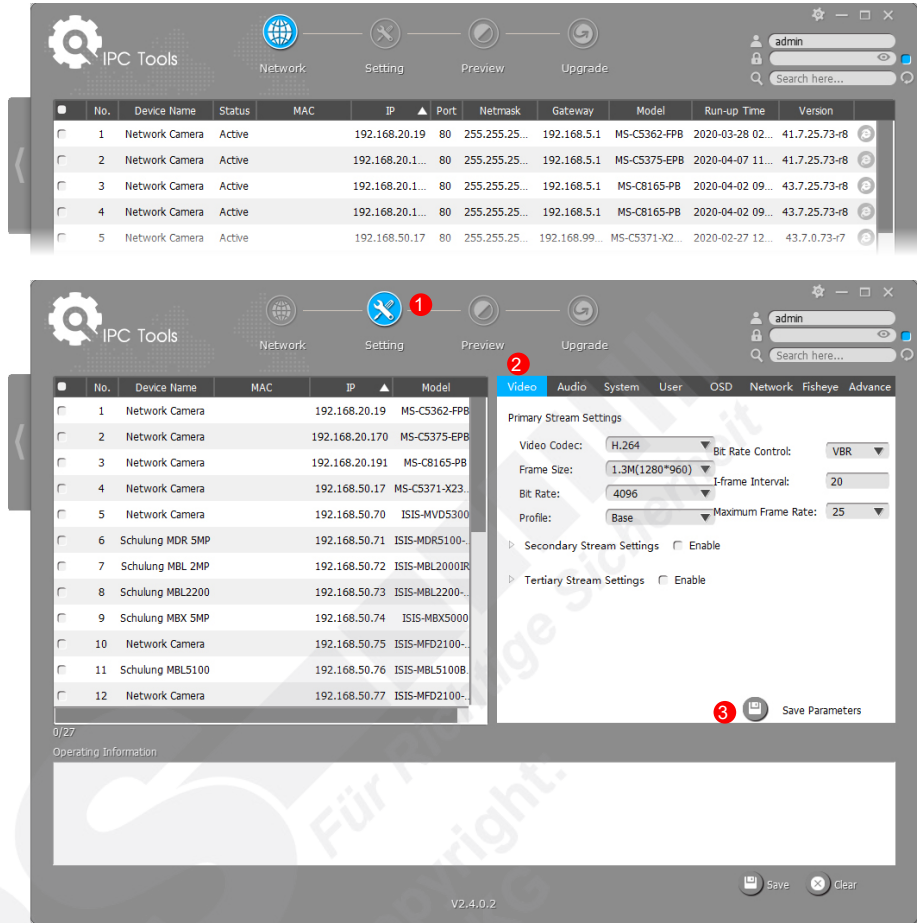 IPC Tools
Network Setting Preview Upgrade
admin
Search here...
No. Device Name Status MAC IP Port Netmask Gateway Model Run-up Time Version
1 Network Camera Active 192.168.20.19 80 255.255.25... 192.168.5.1 MS-C5362-FPB 2020-03-28 02... 41.7.25.73-r8
2 Network Camera Active 192.168.20.1... 80 255.255.25... 192.168.5.1 MS-C5375-EPB 2020-04-07 11... 41.7.25.73-r8
3 Network Camera Active 192.168.20.1... 80 255.255.25... 192.168.5.1 MS-C8165-PB 2020-04-02 09... 43.7.25.73-r8
4 Network Camera Active 192.168.20.1... 80 255.255.25... 192.168.5.1 MS-C8165-PB 2020-04-02 09... 43.7.25.73-r8
5 Network Camera Active 192.168.50.17 80 255.255.25... 192.168.99... MS-C5371-X2... 2020-02-27 12... 43.7.0.73-r7
IPC Tools
1
Network Setting Preview Upgrade
admin
Search here...
2
No. Device Name MAC IP Model
1 Network Camera 192.168.20.19 MS-C5362-FPB
2 Network Camera 192.168.20.170 MS-C5375-EPB
3 Network Camera 192.168.20.191 MS-C8165-PB
4 Network Camera 192.168.50.17 MS-C5371-X23..
5 Network Camera 192.168.50.70 ISIS-MVD5300
6 Schulung MDR 5MP 192.168.50.71 ISIS-MDR5100-..
7 Schulung MBL 2MP 192.168.50.72 ISIS-MBL2000IR
8 Schulung MBL2200 192.168.50.73 ISIS-MBL2200-..
9 Schulung MBX 5MP 192.168.50.74 ISIS-MBX5000
10 Network Camera 192.168.50.75 ISIS-MFD2100-..
11 Schulung MBL5100 192.168.50.76 ISIS-MBL5100B.
12 Network Camera 192.168.50.77 ISIS-MFD2100-..
Video Audio System User OSD Network Fisheye Advance
Primary Stream Settings
Video Codec: H.264
Bit Rate Control: VBR
Frame Size: 1.3M(1280*960)
I-frame Interval: 20
Bit Rate: 4096
Maximum Frame Rate: 25
Profile: Base
Secondary Stream Settings Enable
Tertiary Stream Settings Enable
3 Save Parameters
0/27
Operating Information
Save Clear
V2.4.0.2
Für Richtige Sicherheit